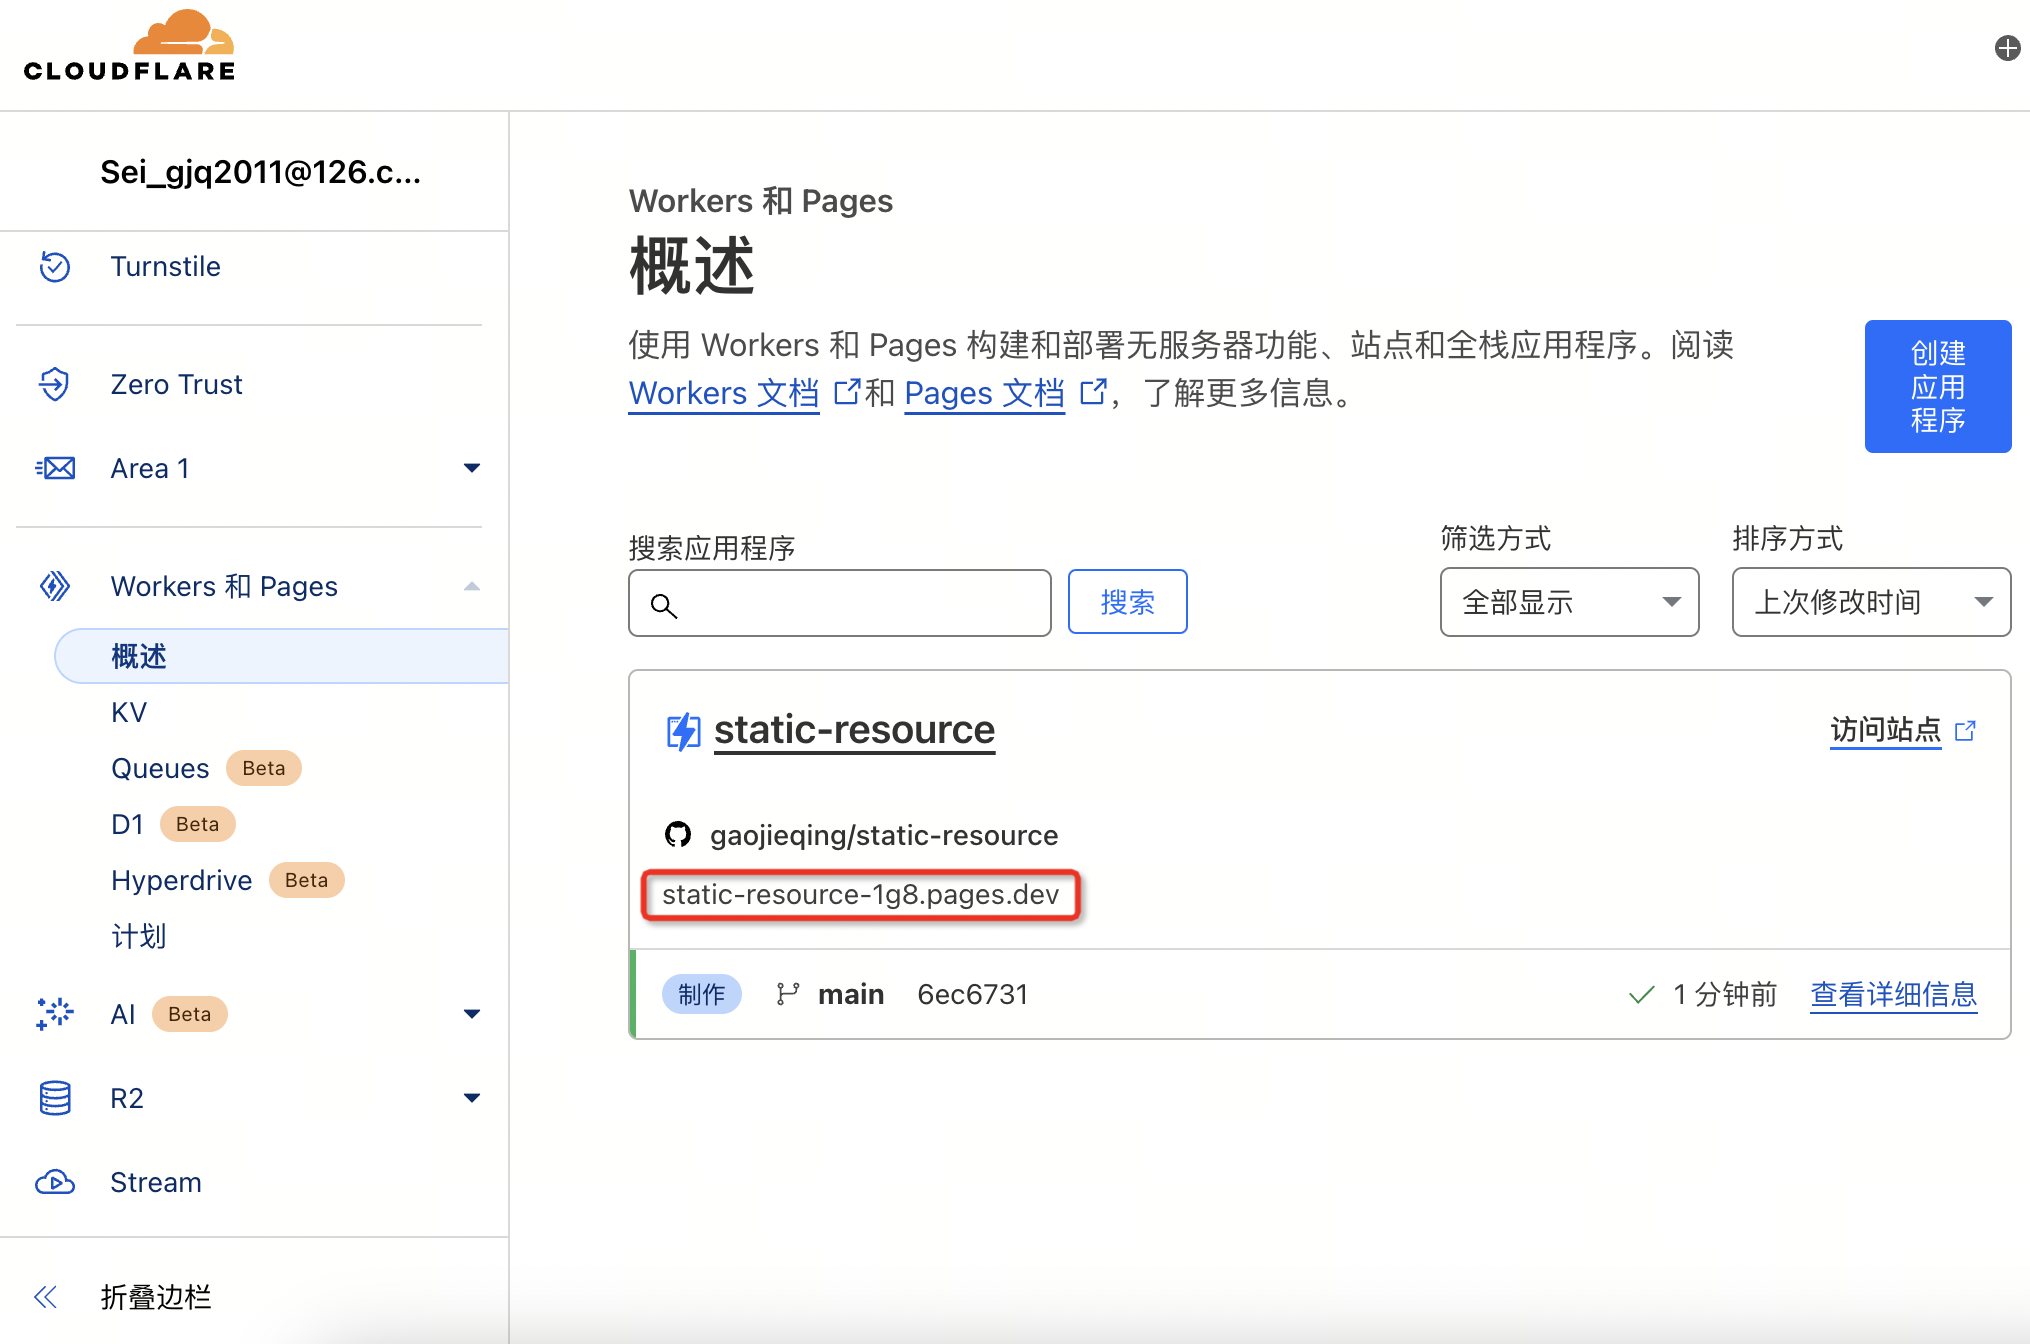 CLOUDFLARE
Sei_gjq2011@126.c...
Turnstile
Zero Trust
Area 1
Workers 和 Pages
概述
KV
Queues Beta
D1 Beta
Hyperdrive Beta
计划
AI Beta
R2
Stream
折叠边栏
Workers 和 Pages
概述
使用 Workers 和 Pages 构建和部署无服务器功能、站点和全栈应用程序。阅读
Workers 文档 和 Pages 文档 ，了解更多信息。
创建
应用
程序
搜索应用程序
搜索
筛选方式
全部显示
排序方式
上次修改时间
static-resource
访问站点
gaojieqing/static-resource
static-resource-1g8.pages.dev
制作 main 6ec6731 1 分钟前 查看详细信息